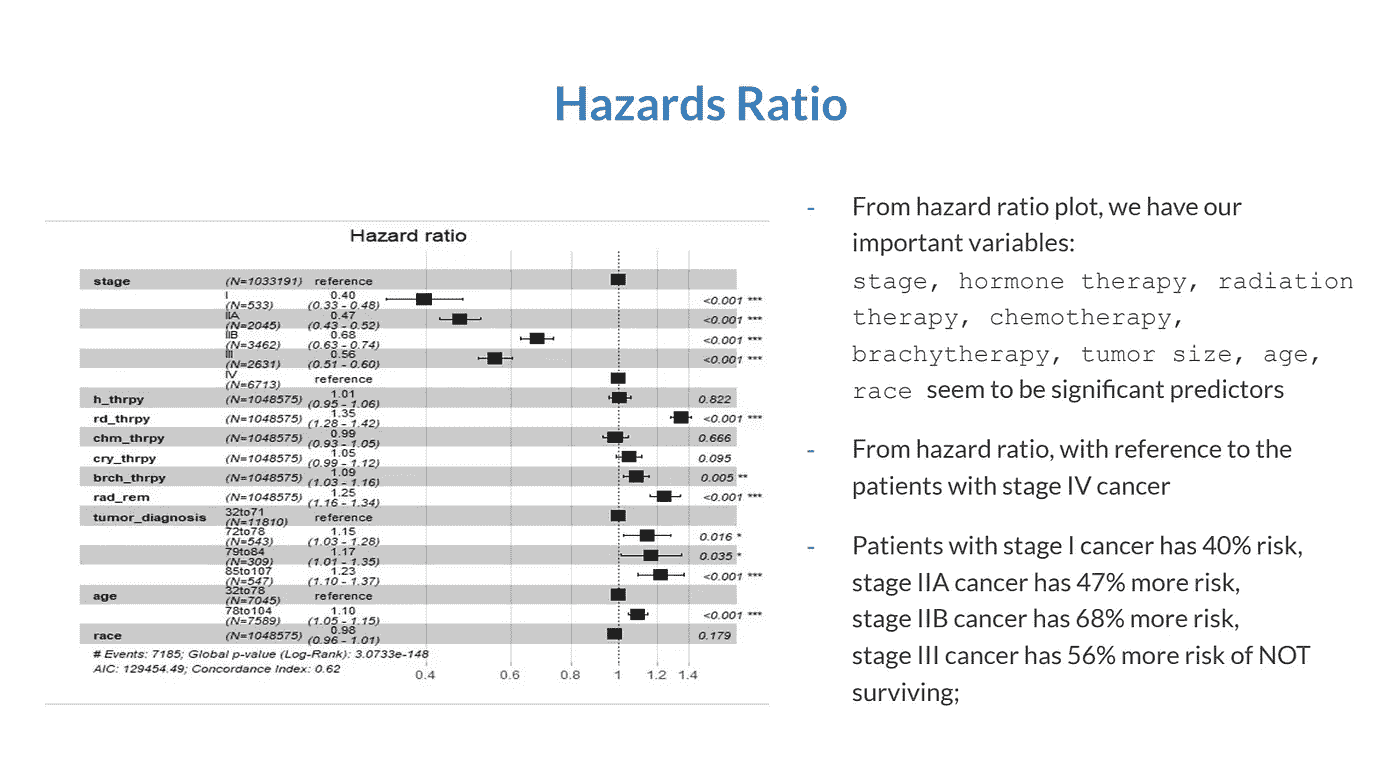 Hazards Ratio
Hazard ratio
stage (N=1033191) reference
I (N=533) 0.40 (0.33 - 0.48) <0.001 ***
IIA (N=2045) 0.47 (0.43 - 0.52) <0.001 ***
IIB (N=3462) 0.68 (0.63 - 0.74) <0.001 ***
III (N=2631) 0.56 (0.51 - 0.60) <0.001 ***
IV (N=6713) reference
h_thrpy (N=1048575) 1.01 (0.95 - 1.06) 0.822
rd_thrpy (N=1048575) 1.35 (1.28 - 1.42) <0.001 ***
chm_thrpy (N=1048575) 0.99 (0.93 - 1.05) 0.666
cry_thrpy (N=1048575) 1.05 (0.99 - 1.12) 0.095
brch_thrpy (N=1048575) 1.09 (1.03 - 1.16) 0.005 **
rad_rem (N=1048575) 1.25 (1.16 - 1.34) <0.001 ***
tumor_diagnosis 32to71 (N=11810) reference
72to78 (N=543) 1.15 (1.03 - 1.28) 0.016 *
79to84 (N=309) 1.17 (1.01 - 1.35) 0.035 *
85to107 (N=547) 1.23 (1.10 - 1.37) <0.001 ***
age 32to78 (N=7045) reference
78to104 (N=7589) 1.10 (1.05 - 1.15) <0.001 ***
race (N=1048575) 0.98 (0.96 - 1.01) 0.179
# Events: 7185; Global p-value (Log-Rank): 3.0733e-148
AIC: 129454.49; Concordance Index: 0.62
0.4 0.6 0.8 1 1.2 1.4
- From hazard ratio plot, we have our
important variables:
stage, hormone therapy, radiation
therapy, chemotherapy,
brachytherapy, tumor size, age,
race seem to be significant predictors
- From hazard ratio, with reference to the
patients with stage IV cancer
- Patients with stage I cancer has 40% risk,
stage IIA cancer has 47% more risk,
stage IIB cancer has 68% more risk,
stage III cancer has 56% more risk of NOT
surviving;